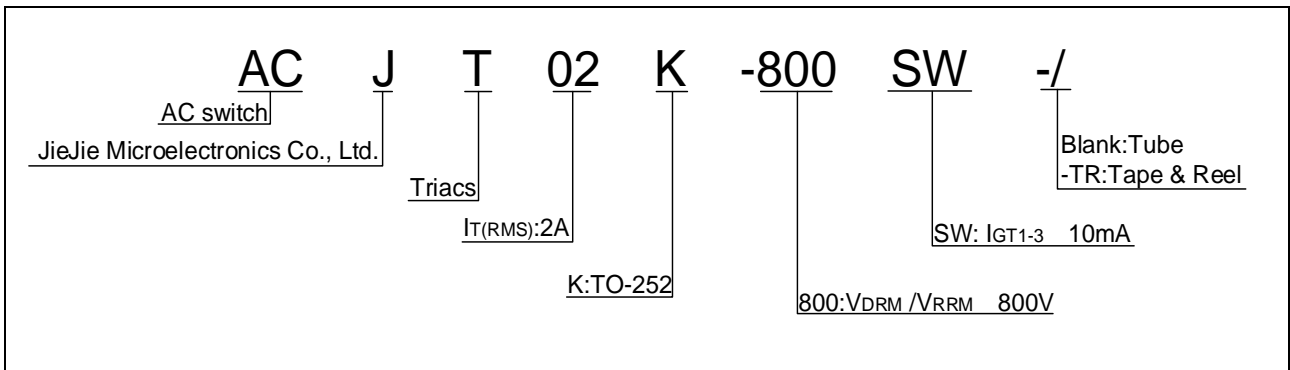 AC J T 02 K -800 SW -/
AC switch
JieJie Microelectronics Co., Ltd.
Triacs
IT(RMS):2A
K:TO-252
Blank:Tube
-TR:Tape & Reel
SW: IGT1-3 10mA
800:VDRM /VRRM 800V